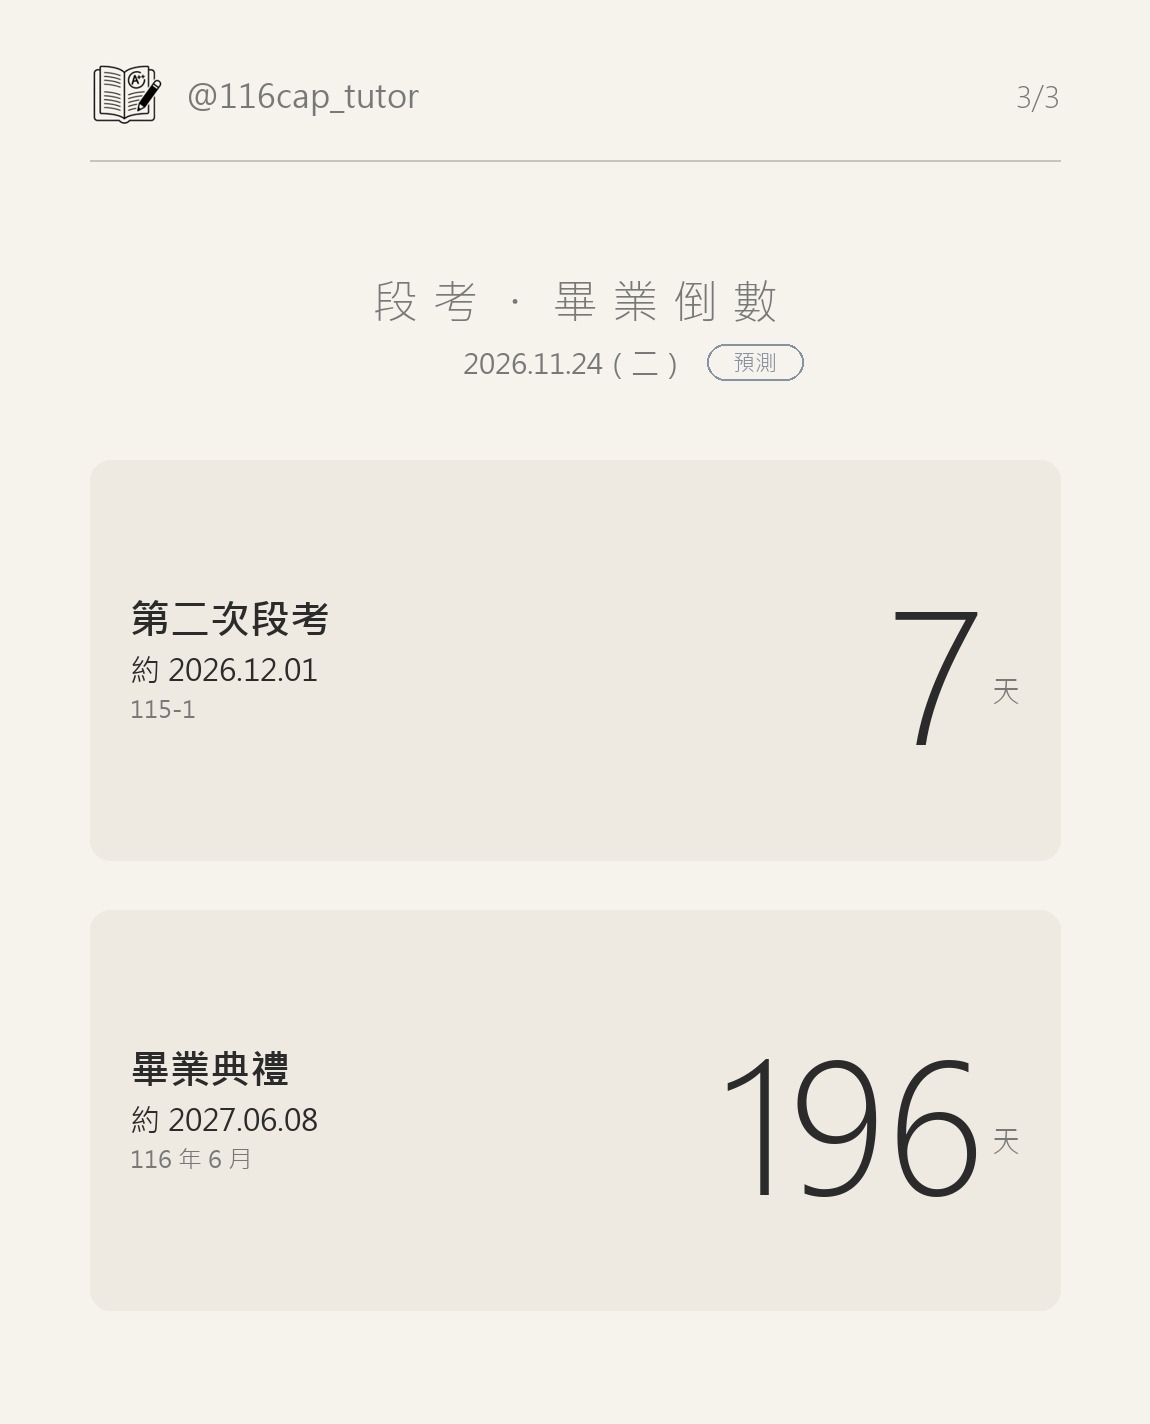 @116cap_tutor
3/3
段考・畢業倒數
2026.11.24（二） 預測
第二次段考
約 2026.12.01
115-1
7 天
畢業典禮
約 2027.06.08
116 年 6 月
196 天